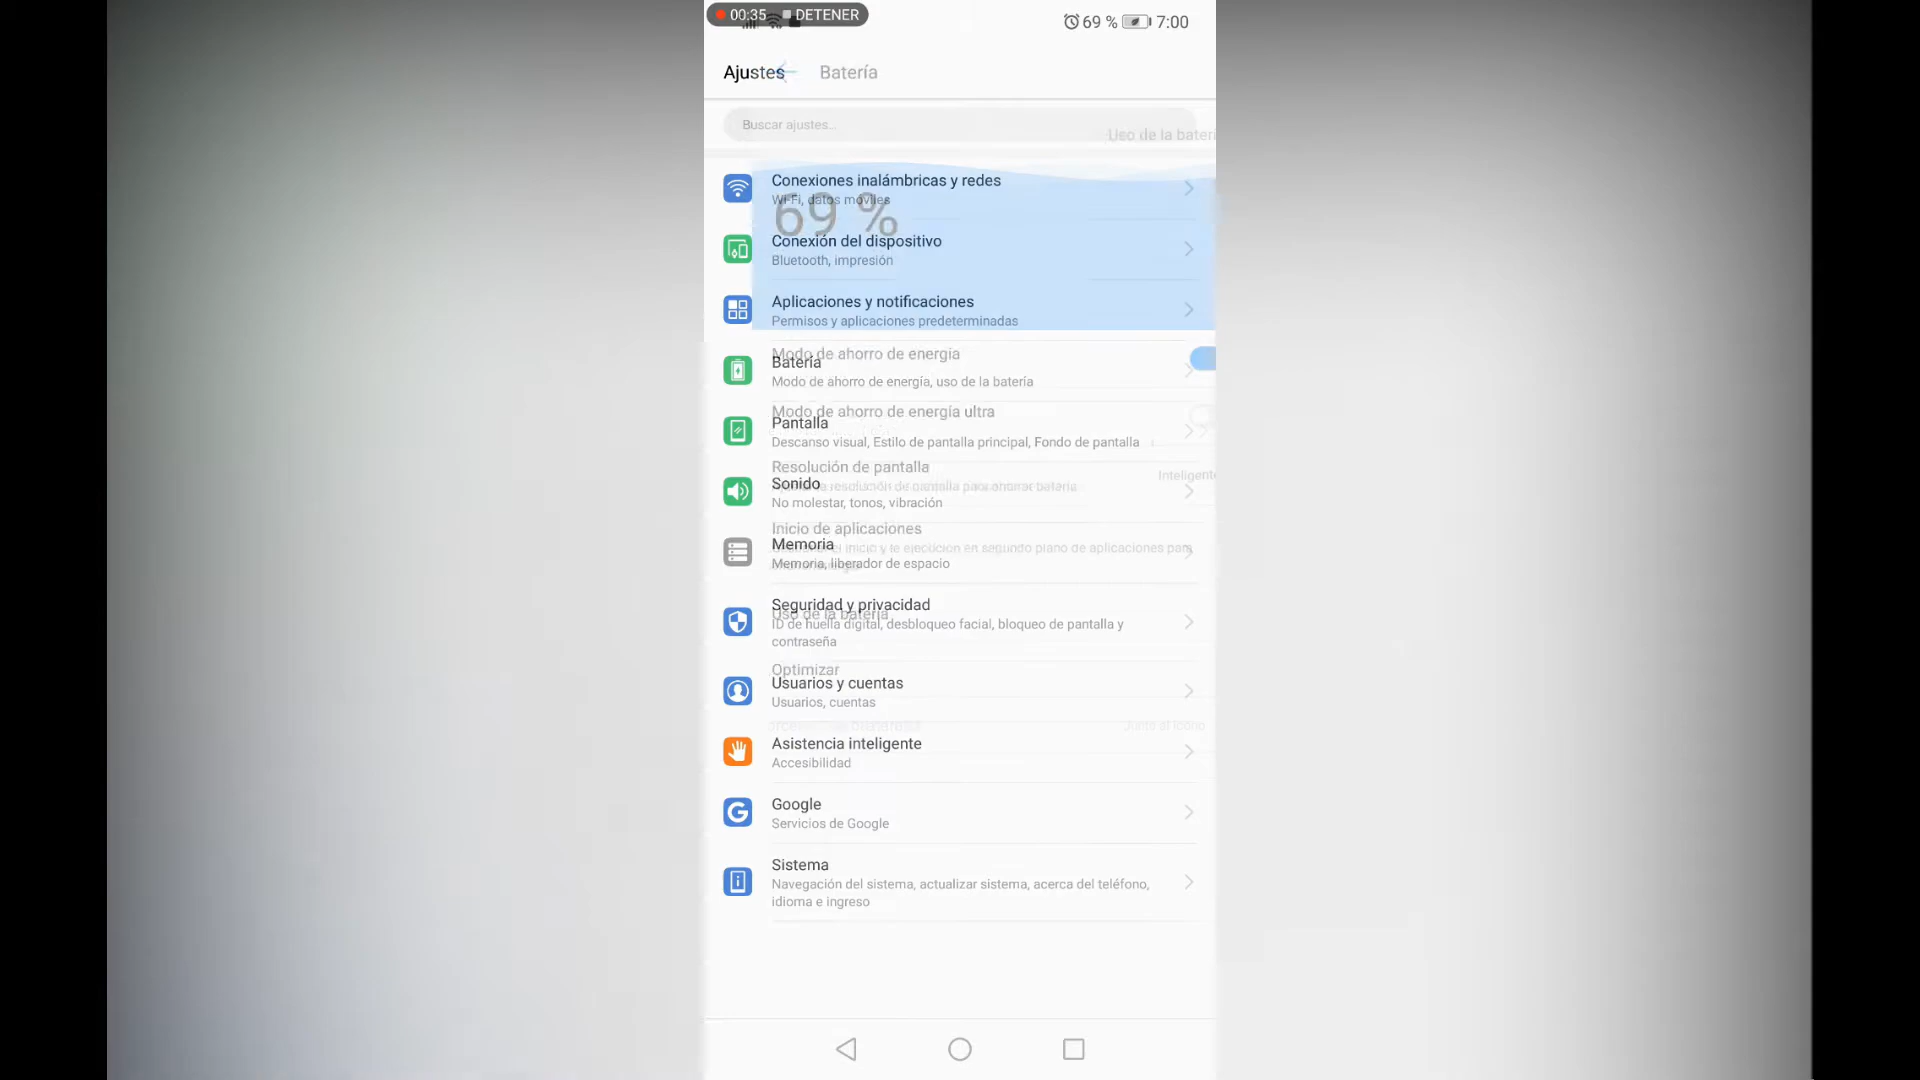 00:35 DETENER
69 % 7:00
Ajustes Batería
Buscar ajustes...
Uso de la baterí
Conexiones inalámbricas y redes
Wi-Fi, datos móviles
69 %
Conexión del dispositivo
Bluetooth, impresión
Aplicaciones y notificaciones
Permisos y aplicaciones predeterminadas
Modo de ahorro de energía
Batería
Modo de ahorro de energía, uso de la batería
Modo de ahorro de energía ultra
Pantalla
Descanso visual, Estilo de pantalla principal, Fondo de pantalla
Resolución de pantalla
Inteligente
Sonido
resolución de pantalla para ahorrar batería
No molestar, tonos, vibración
Inicio de aplicaciones
Memoria
el inicio y la ejecución en segundo plano de aplicaciones para
Memoria, liberador de espacio
Seguridad y privacidad
Uso de la batería
ID de huella digital, desbloqueo facial, bloqueo de pantalla y
contraseña
Optimizar
Usuarios y cuentas
Usuarios, cuentas
Junto al icono
Asistencia inteligente
Accesibilidad
Google
Servicios de Google
Sistema
Navegación del sistema, actualizar sistema, acerca del teléfono,
idioma e ingreso